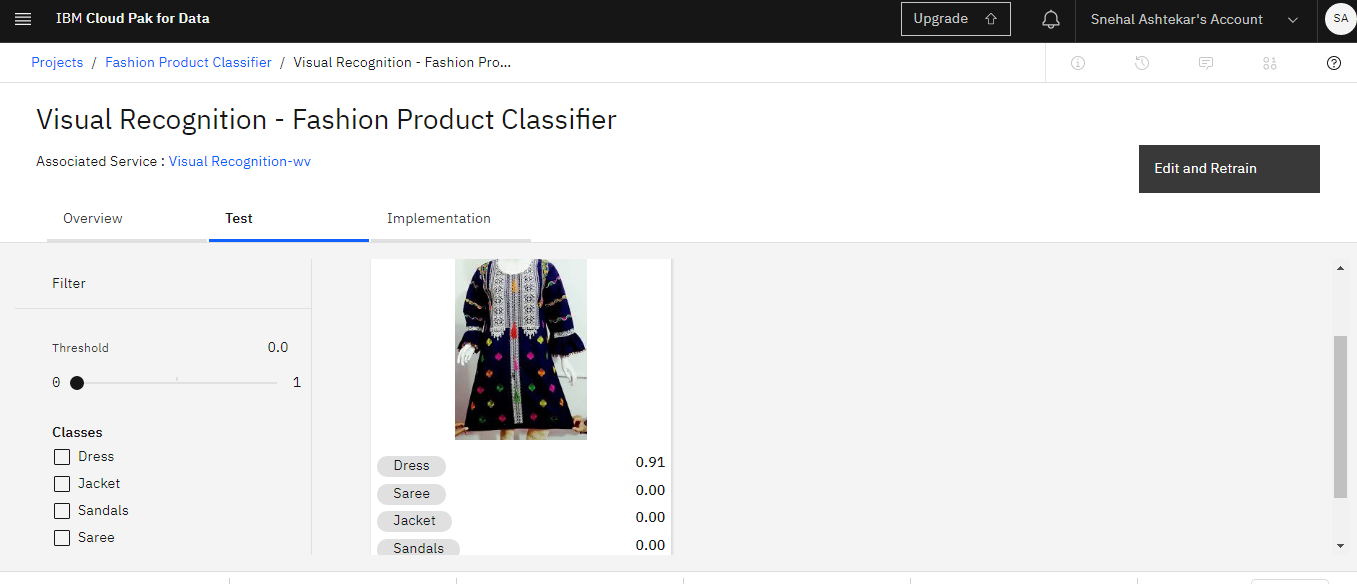 IBM Cloud Pak for Data
Upgrade
Snehal Ashtekar's Account
SA
Projects / Fashion Product Classifier / Visual Recognition - Fashion Pro...
Visual Recognition - Fashion Product Classifier
Associated Service : Visual Recognition-wv
Edit and Retrain
Overview
Test
Implementation
Filter
Threshold 0.0
0 1
Classes
Dress
Jacket
Sandals
Saree
Dress 0.91
Saree 0.00
Jacket 0.00
Sandals 0.00